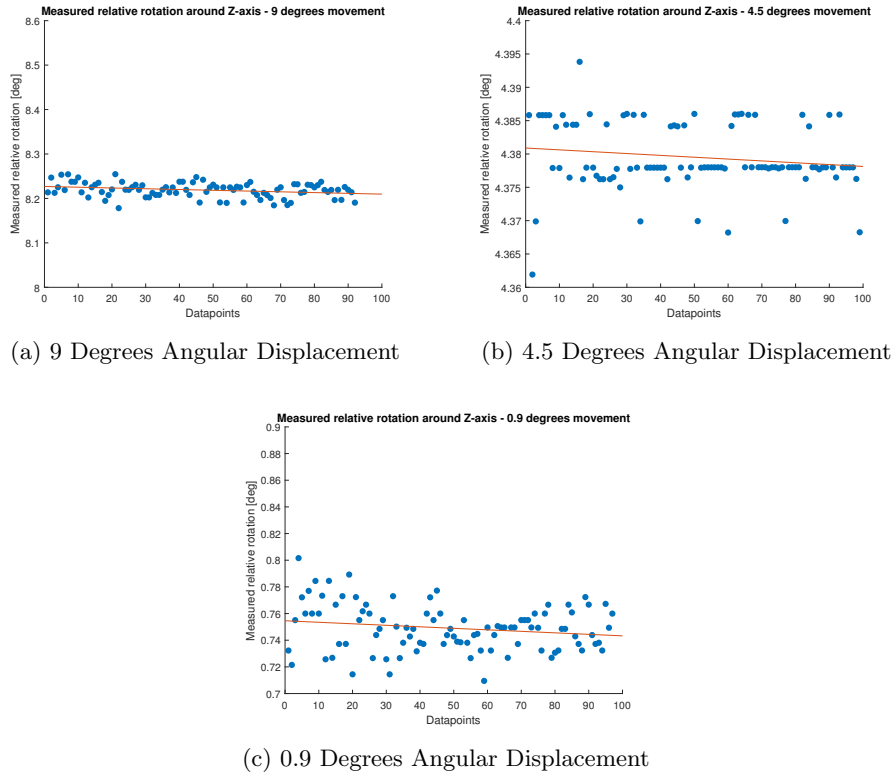 Measured relative rotation around Z-axis - 9 degrees movement
Measured relative rotation [deg]
8.6
8.5
8.4
8.3
8.2
8.1
8
0 10 20 30 40 50 60 70 80 90 100
Datapoints
(a) 9 Degrees Angular Displacement
Measured relative rotation around Z-axis - 4.5 degrees movement
Measured relative rotation [deg]
4.4
4.395
4.39
4.385
4.38
4.375
4.37
4.365
4.36
0 10 20 30 40 50 60 70 80 90 100
Datapoints
(b) 4.5 Degrees Angular Displacement
Measured relative rotation around Z-axis - 0.9 degrees movement
Measured relative rotation [deg]
0.9
0.88
0.86
0.84
0.82
0.8
0.78
0.76
0.74
0.72
0.7
0 10 20 30 40 50 60 70 80 90 100
Datapoints
(c) 0.9 Degrees Angular Displacement